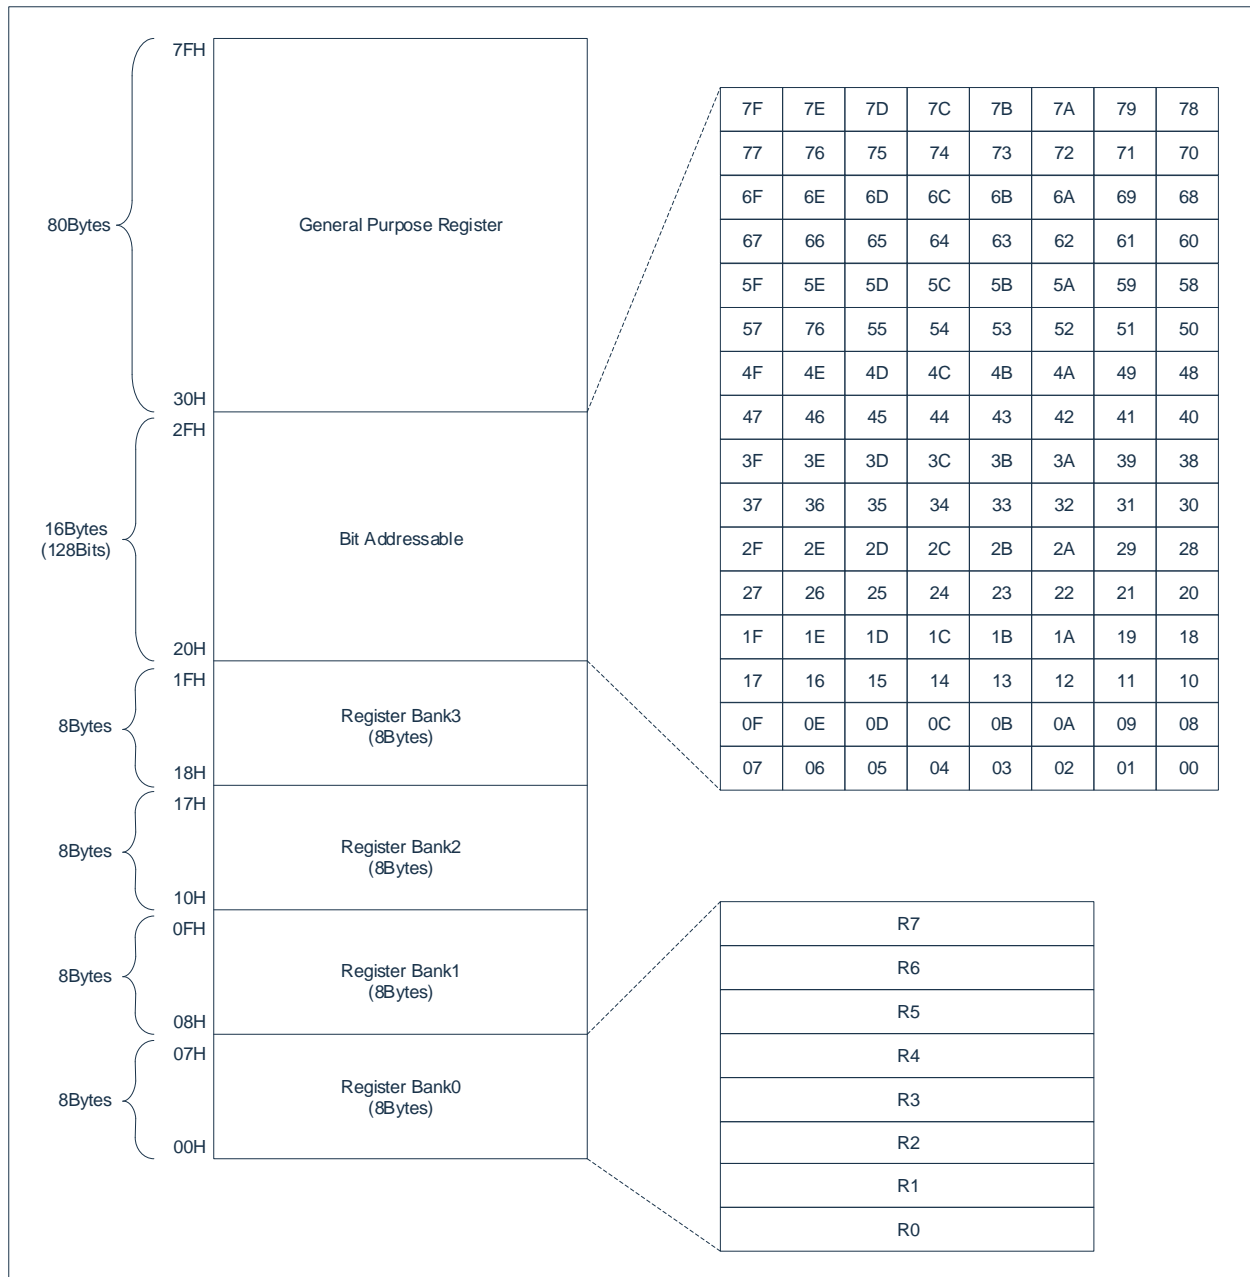 7FH
80Bytes
General Purpose Register
30H
2FH
16Bytes
(128Bits)
Bit Addressable
20H
1FH
8Bytes
Register Bank3
(8Bytes)
18H
17H
8Bytes
Register Bank2
(8Bytes)
10H
0FH
8Bytes
Register Bank1
(8Bytes)
08H
07H
8Bytes
Register Bank0
(8Bytes)
00H
7F 7E 7D 7C 7B 7A 79 78
77 76 75 74 73 72 71 70
6F 6E 6D 6C 6B 6A 69 68
67 66 65 64 63 62 61 60
5F 5E 5D 5C 5B 5A 59 58
57 76 55 54 53 52 51 50
4F 4E 4D 4C 4B 4A 49 48
47 46 45 44 43 42 41 40
3F 3E 3D 3C 3B 3A 39 38
37 36 35 34 33 32 31 30
2F 2E 2D 2C 2B 2A 29 28
27 26 25 24 23 22 21 20
1F 1E 1D 1C 1B 1A 19 18
17 16 15 14 13 12 11 10
0F 0E 0D 0C 0B 0A 09 08
07 06 05 04 03 02 01 00
R7
R6
R5
R4
R3
R2
R1
R0